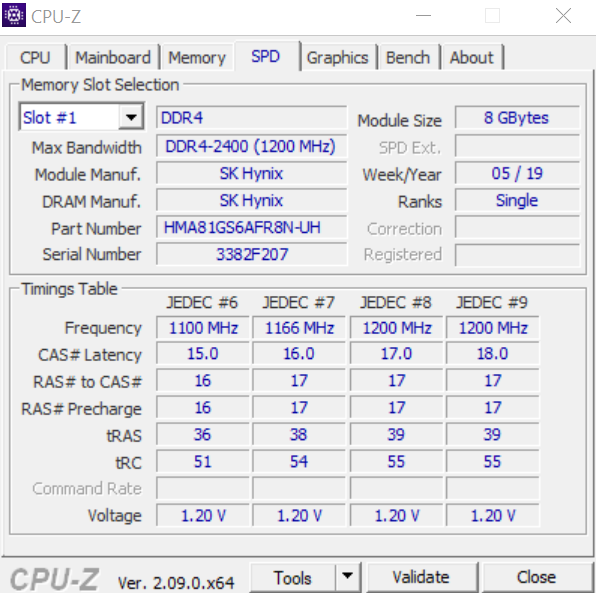 CPU-Z
CPU Mainboard Memory SPD Graphics Bench About
Memory Slot Selection
Slot #1 DDR4 Module Size 8 GBytes
Max Bandwidth DDR4-2400 (1200 MHz) SPD Ext.
Module Manuf. SK Hynix Week/Year 05 / 19
DRAM Manuf. SK Hynix Ranks Single
Part Number HMA81GS6AFR8N-UH Correction
Serial Number 3382F207 Registered
Timings Table
JEDEC #6 JEDEC #7 JEDEC #8 JEDEC #9
Frequency 1100 MHz 1166 MHz 1200 MHz 1200 MHz
CAS# Latency 15.0 16.0 17.0 18.0
RAS# to CAS# 16 17 17 17
RAS# Precharge 16 17 17 17
tRAS 36 38 39 39
tRC 51 54 55 55
Command Rate
Voltage 1.20 V 1.20 V 1.20 V 1.20 V
CPU-Z Ver. 2.09.0.x64 Tools Validate Close